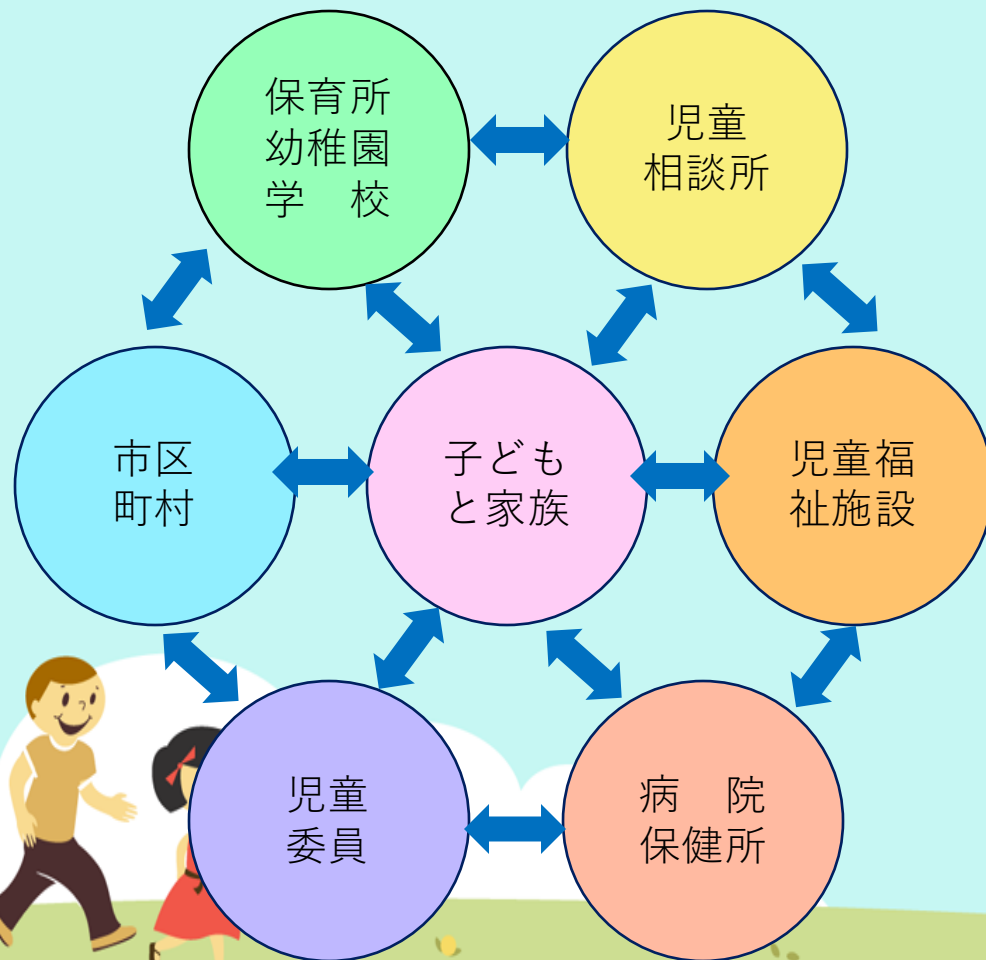 保育所
幼稚園
学　校
児童
相談所
市区
町村
子ども
と家族
児童福
祉施設
児童
委員
病　院
保健所